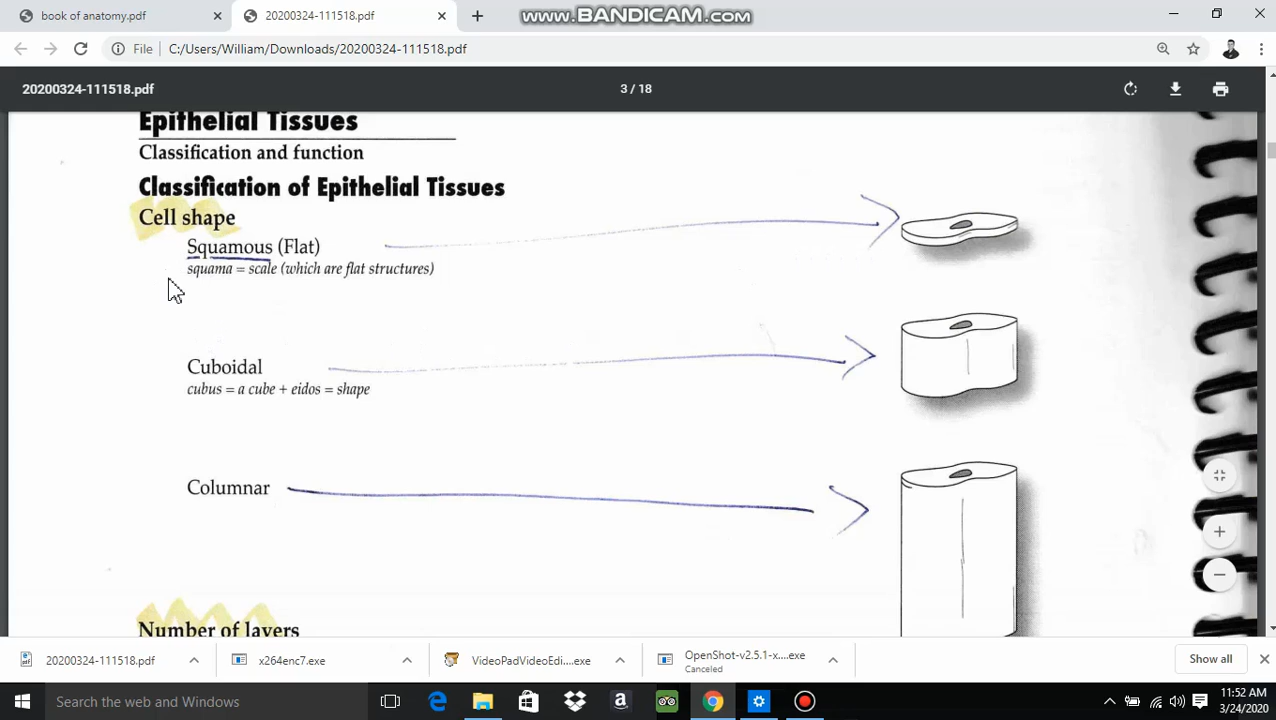 book of anatomy.pdf
20200324-111518.pdf
www.BANDICAM.com
File
C:/Users/William/Downloads/20200324-111518.pdf
20200324-111518.pdf
3 / 18
Epithelial Tissues
Classification and function
Classification of Epithelial Tissues
Cell shape
Squamous (Flat)
squama = scale (which are flat structures)
Cuboidal
cubus = a cube + eidos = shape
Columnar
Number of layers
20200324-111518.pdf
x264enc7.exe
VideoPadVideoEdi....exe
OpenShot-v2.5.1-x....exe
Canceled
Show all
Search the web and Windows
11:52 AM
3/24/2020